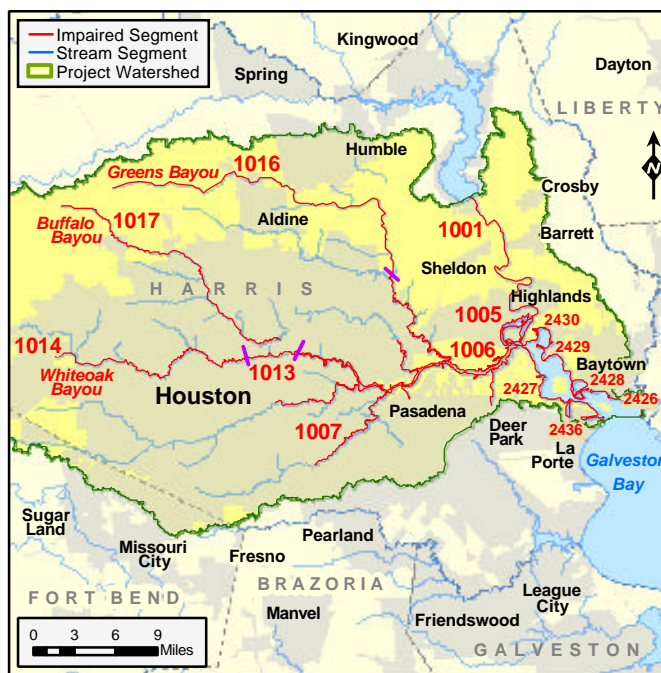 Impaired Segment
Stream Segment
Project Watershed
Kingwood
Spring
Dayton
LIBERTY
Humble
1016
Greens Bayou
N
Crosby
1017
Buffalo
Bayou
Aldine
1001
Barrett
Sheldon
HARRIS
Highlands
1005
2430
1014
1006
2429
Baytown
Whiteoak
Bayou
1013
2428
Houston
2427
2426
Pasadena
1007
Deer
Park
2436
La
Porte
Galveston
Bay
Sugar
Land
Missouri
City
Pearland
Fresno
BRAZORIA
League
City
FORT BEND
Manvel
Friendswood
GALVESTON
0 3 6 9
Miles